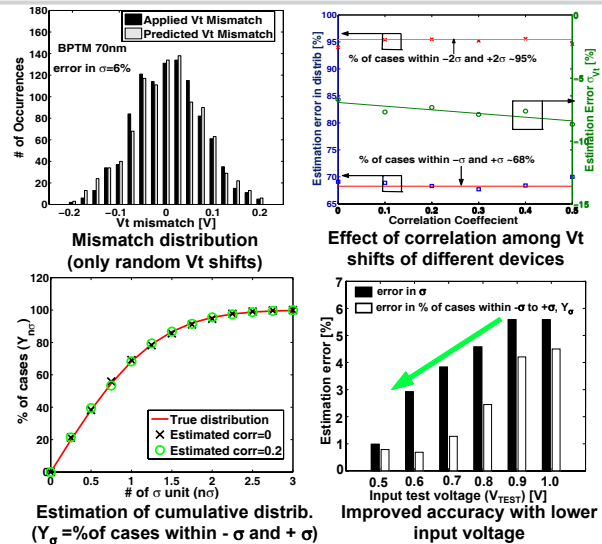 Applied Vt Mismatch
Predicted Vt Mismatch
BPTM 70nm
error in σ=6%
# of Occurrences
180
160
140
120
100
80
60
40
20
0
−0.2
−0.1
0
0.1
0.2
Vt mismatch [V]
Mismatch distribution
(only random Vt shifts)
Estimation error in distrib [%]
100
95
90
85
80
75
70
65
% of cases within −2σ and +2σ ~95%
% of cases within −σ and +σ ~68%
0
0.1
0.2
0.3
0.4
0.5
Correlation Coeffecient
0
−5
−10
−15
Estimation Error σVt [%]
Effect of correlation among Vt
shifts of different devices
% of cases (Ynσ)
100
80
60
40
20
0
True distribution
Estimated corr=0
Estimated corr=0.2
0
0.5
1.0
1.5
2
2.5
3
# of σ unit (nσ)
Estimation of cumulative distrib.
(Yσ =%of cases within - σ and + σ)
Estimation error [%]
7
6
5
4
3
2
1
0
error in σ
error in % of cases within -σ to +σ, Yσ
0.5
0.6
0.7
0.8
0.9
1.0
Input test voltage (VTEST) [V]
Improved accuracy with lower
input voltage